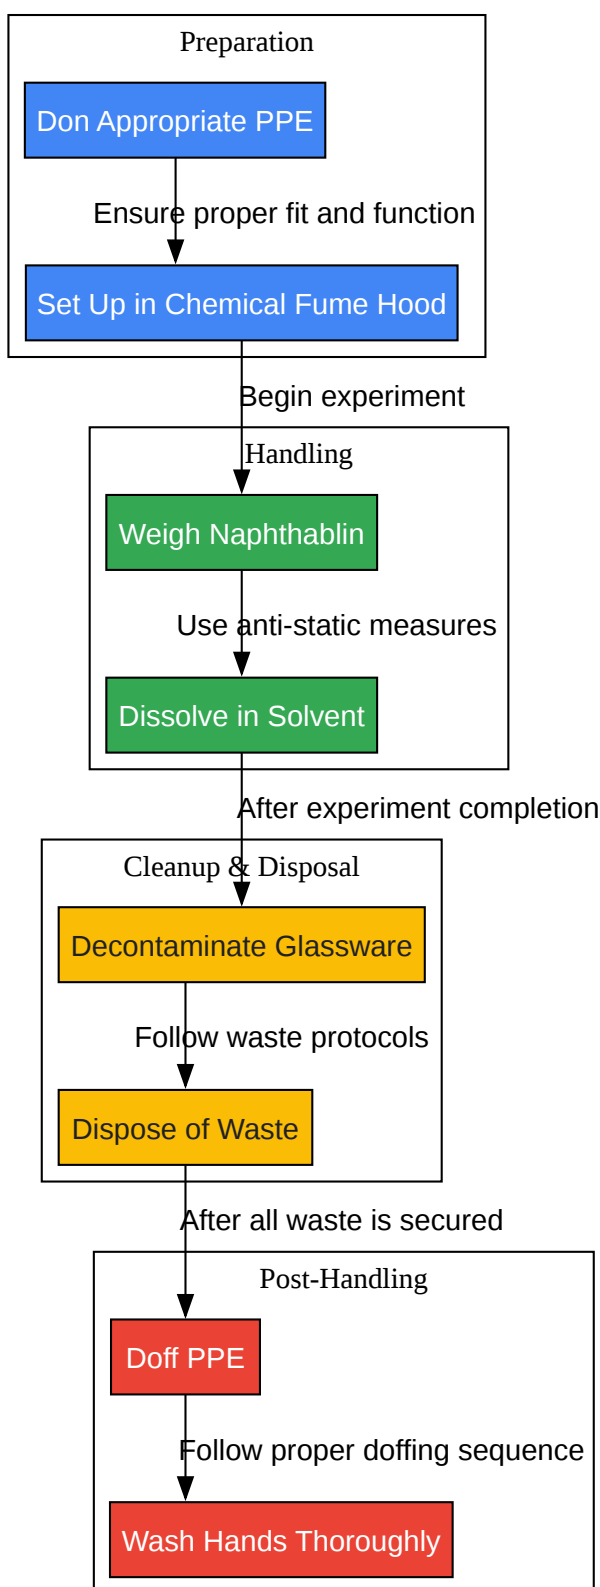 Preparation
Don Appropriate PPE
Ensure proper fit and function
Set Up in Chemical Fume Hood
Begin experiment
Handling
Weigh Naphthablin
Use anti-static measures
Dissolve in Solvent
After experiment completion
Cleanup & Disposal
Decontaminate Glassware
Follow waste protocols
Dispose of Waste
After all waste is secured
Post-Handling
Doff PPE
Follow proper doffing sequence
Wash Hands Thoroughly